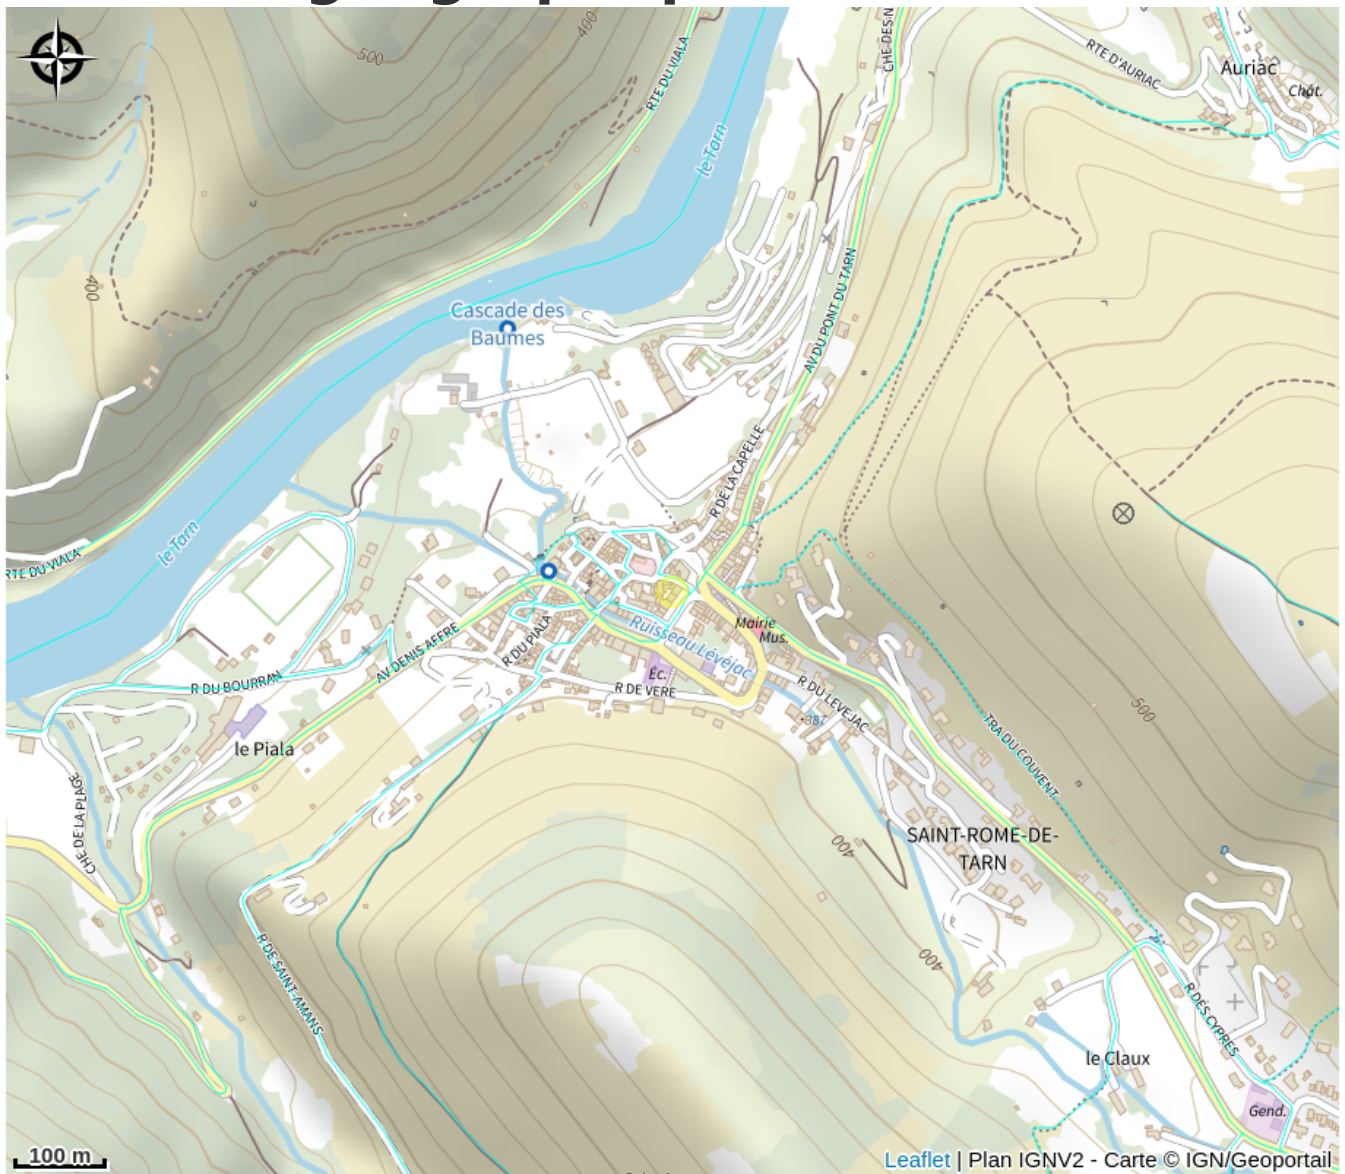 500
400
RTE DU VIALA
le Tarn
CHE DES N
RTE D'AURIAC
Auriac
Chât.
400
Cascade des
Baumes
AV DU PONT DU TARN
R DE LA CAPELLE
le Tarn
RTE DU VIALA
Mairie
Mus.
Ruisseau Lévéjac
R DU PIALA
AV DENIS AFFRE
Éc.
R DE VERE
R DU BOURRAN
R DU LEVEJAC
387
500
TRA DU COUVENT
le Piala
CHE DE LA PLAGE
400
SAINT-ROME-DE-
TARN
400
R DE SAINT-AMANS
R DES CYPRES
le Claux
Gend.
100 m
Leaflet | Plan IGNV2 - Carte © IGN/Geoportail